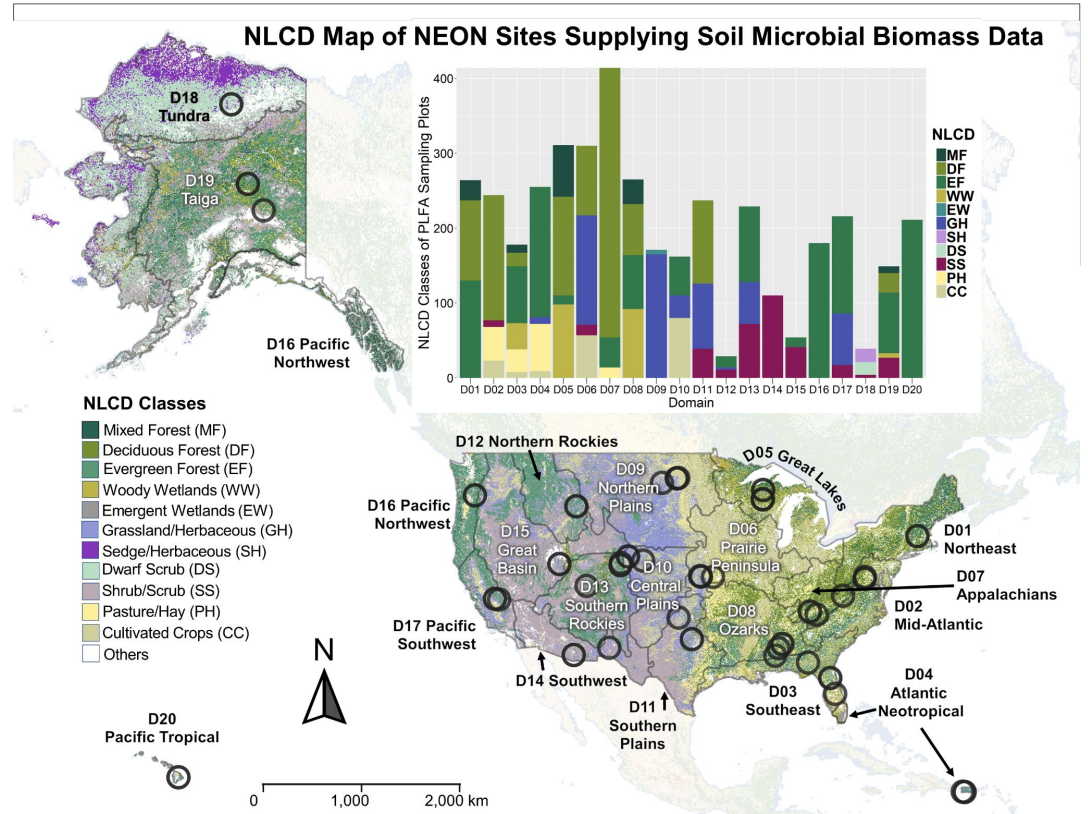 NLCD Map of NEON Sites Supplying Soil Microbial Biomass Data
NLCD Classes of PLFA Sampling Plots
400
300
200
100
0
D01 D02 D03 D04 D05 D06 D07 D08 D09 D10 D11 D12 D13 D14 D15 D16 D17 D18 D19 D20
Domain
NLCD
MF
DF
EF
WW
EW
GH
SH
DS
SS
PH
CC
D18
Tundra
D19
Taiga
D16 Pacific
Northwest
NLCD Classes
Mixed Forest (MF)
Deciduous Forest (DF)
Evergreen Forest (EF)
Woody Wetlands (WW)
Emergent Wetlands (EW)
Grassland/Herbaceous (GH)
Sedge/Herbaceous (SH)
Dwarf Scrub (DS)
Shrub/Scrub (SS)
Pasture/Hay (PH)
Cultivated Crops (CC)
Others
D12 Northern Rockies
D05 Great Lakes
D09
Northern
Plains
D16 Pacific
Northwest
D15
Great
Basin
D06
Prairie
Peninsula
D01
Northeast
D10
Central
Plains
D13
Southern
Rockies
D07
Appalachians
D08
Ozarks
D02
Mid-Atlantic
D17 Pacific
Southwest
D14 Southwest
D11
Southern
Plains
D03
Southeast
D04
Atlantic
Neotropical
N
D20
Pacific Tropical
0 1,000 2,000 km